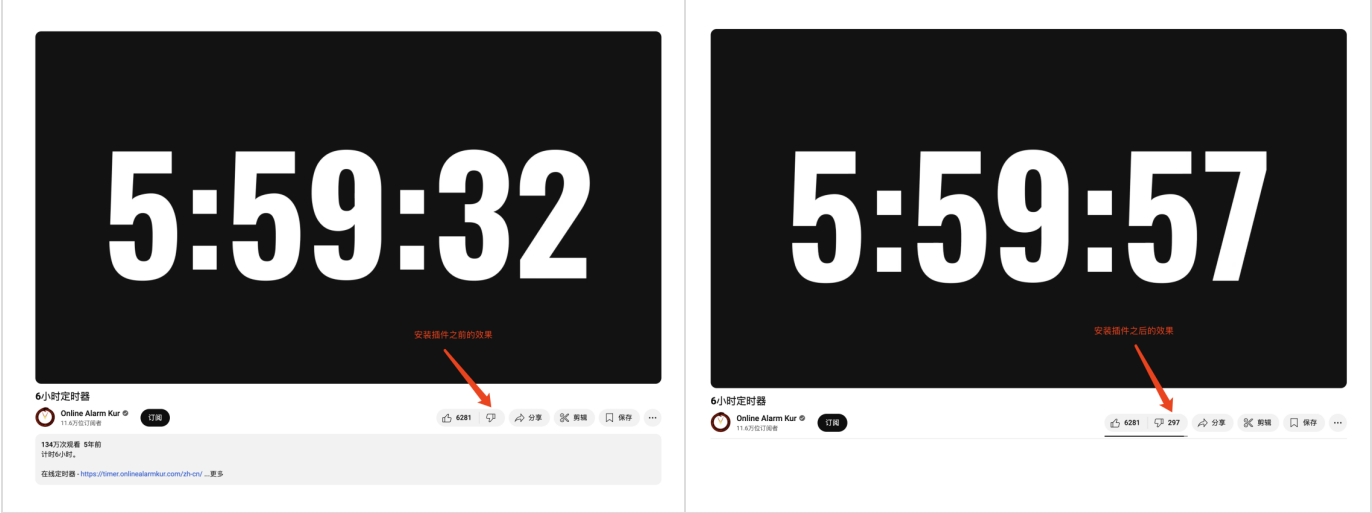 5:59:32
安装插件之前的效果
6小时定时器
Online Alarm Kur
11.6万位订阅者
订阅
6281
分享
剪辑
保存
134万次观看 5年前
计时6小时。
在线定时器 - https://timer.onlinealarmkur.com/zh-cn/ ...更多
5:59:57
安装插件之后的效果
6小时定时器
Online Alarm Kur
11.6万位订阅者
订阅
6281
297
分享
剪辑
保存